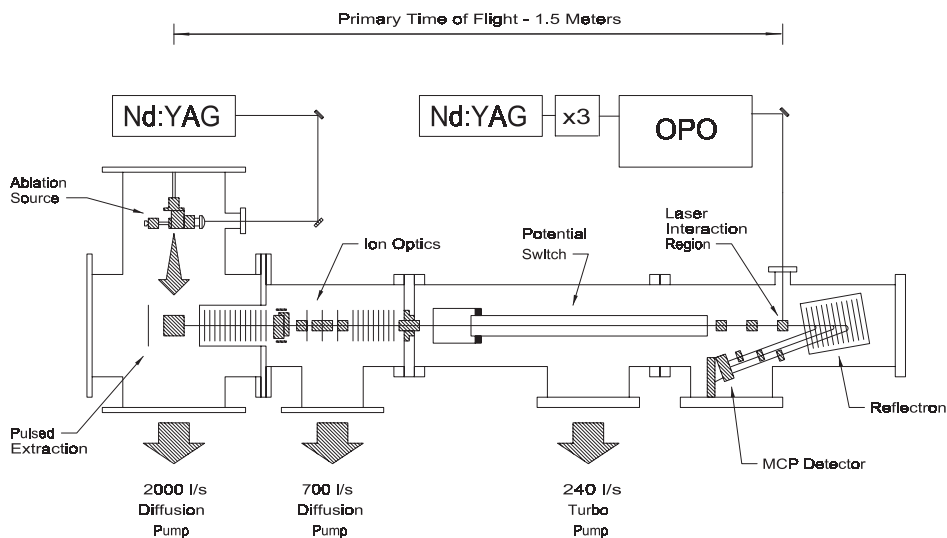 Primary Time of Flight - 1.5 Meters
Nd:YAG
Nd:YAG
x3
OPO
Ablation
Source
Ion Optics
Potential
Switch
Laser
Interaction
Region
Pulsed
Extraction
Reflectron
MCP Detector
2000 l/s
Diffusion
Pump
700 l/s
Diffusion
Pump
240 l/s
Turbo
Pump